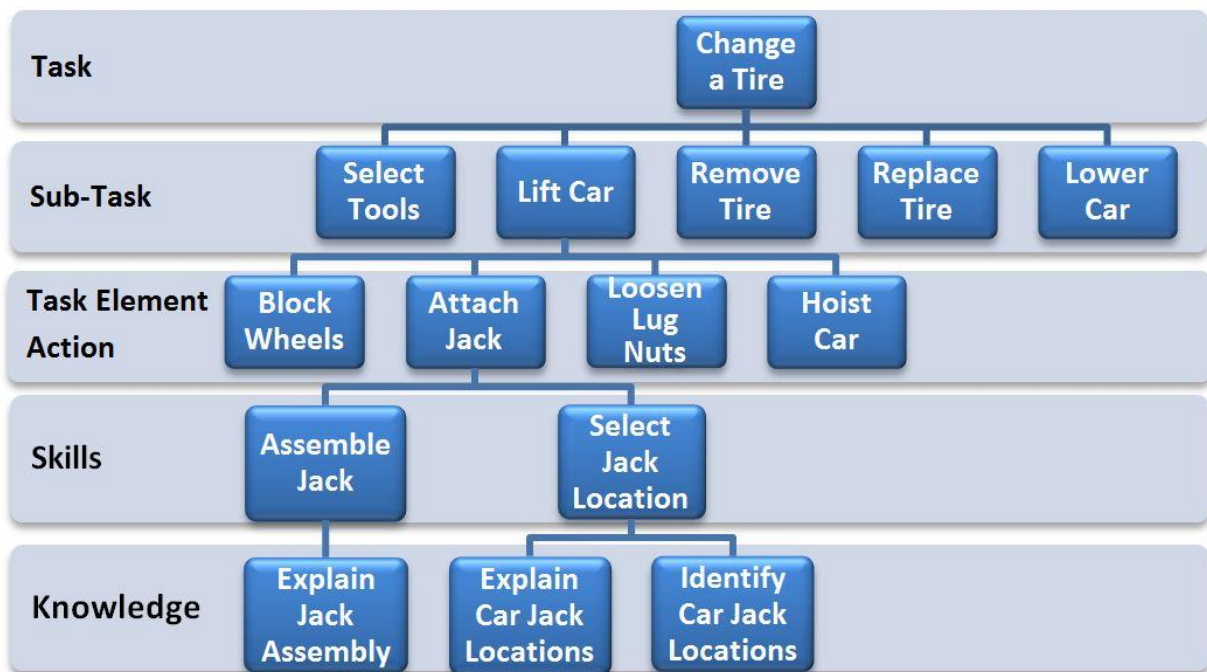 Task
Change
a Tire
Sub-Task
Select
Tools
Lift Car
Remove
Tire
Replace
Tire
Lower
Car
Task Element
Action
Block
Wheels
Attach
Jack
Loosen
Lug
Nuts
Hoist
Car
Skills
Assemble
Jack
Select
Jack
Location
Knowledge
Explain
Jack
Assembly
Explain
Car Jack
Locations
Identify
Car Jack
Locations